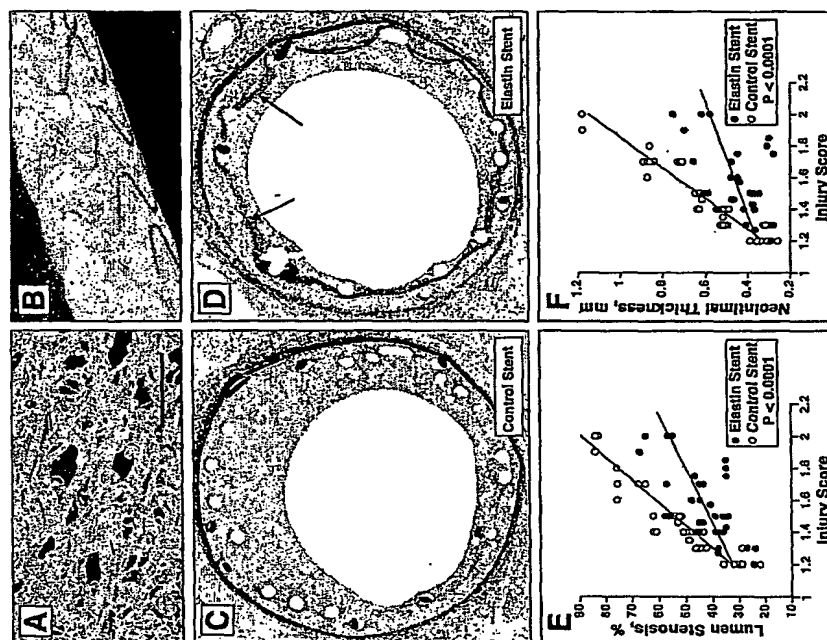 A
B
C
Control Stent
D
Elastin Stent
E
Lumen Stenosis, %
90
80
70
60
50
40
30
20
10
1
1.2
1.4
1.6
1.8
2
2.2
Injury Score
Elastin Stent
Control Stent
P < 0.0001
F
Neointimal Thickness, mm
1.2
1
0.8
0.6
0.4
0.2
1
1.2
1.4
1.6
1.8
2
2.2
Injury Score
Elastin Stent
Control Stent
P < 0.0001